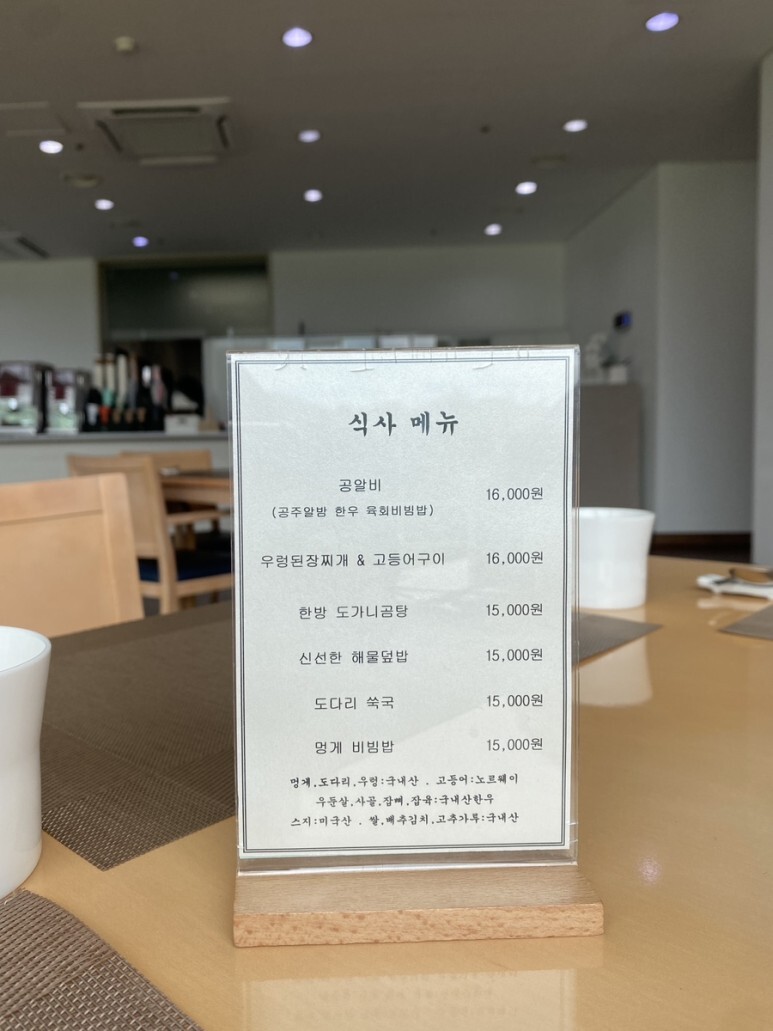 식사 메뉴
공알비 16,000원
(공주알밤 한우 육회비빔밥)
우렁된장찌개 & 고등어구이 16,000원
한방 도가니곰탕 15,000원
신선한 해물덮밥 15,000원
도다리 쑥국 15,000원
멍게 비빔밥 15,000원
멍게.도다리.우렁:국내산 . 고등어:노르웨이
우둔살.사골.잡뼈.잡육:국내산한우
스지:미국산 . 쌀.배추김치.고추가루:국내산